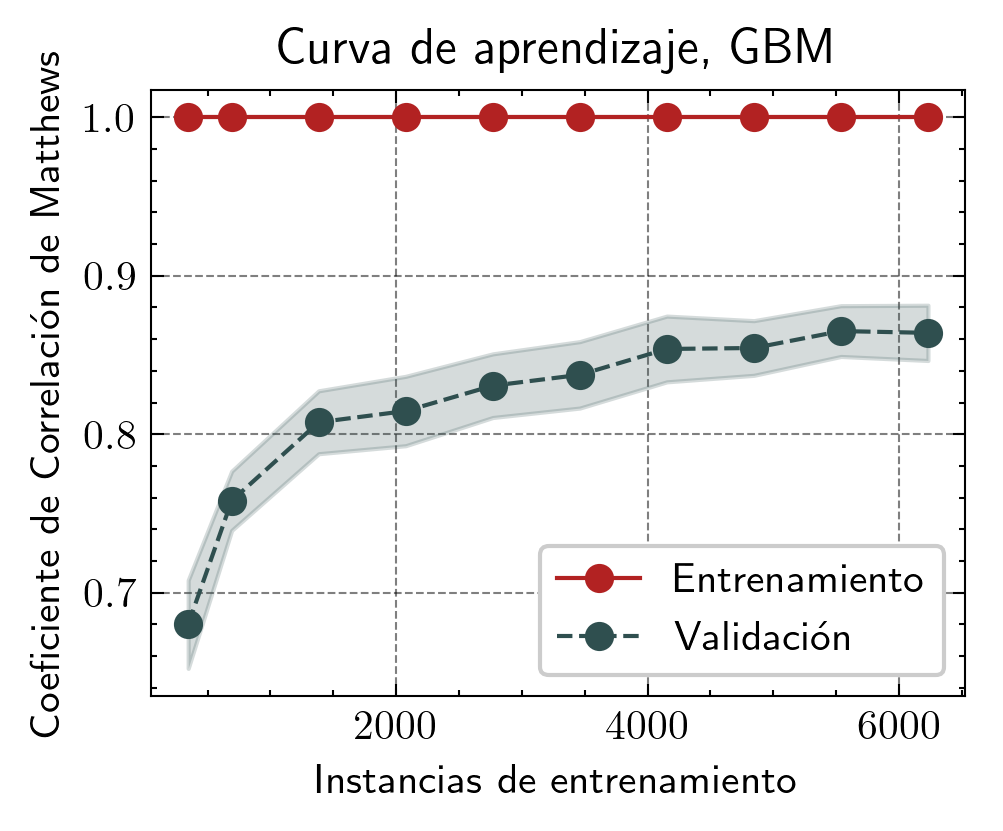 Curva de aprendizaje, GBM
Coeficiente de Correlación de Matthews
1.0
0.9
0.8
0.7
Entrenamiento
Validación
2000
4000
6000
Instancias de entrenamiento